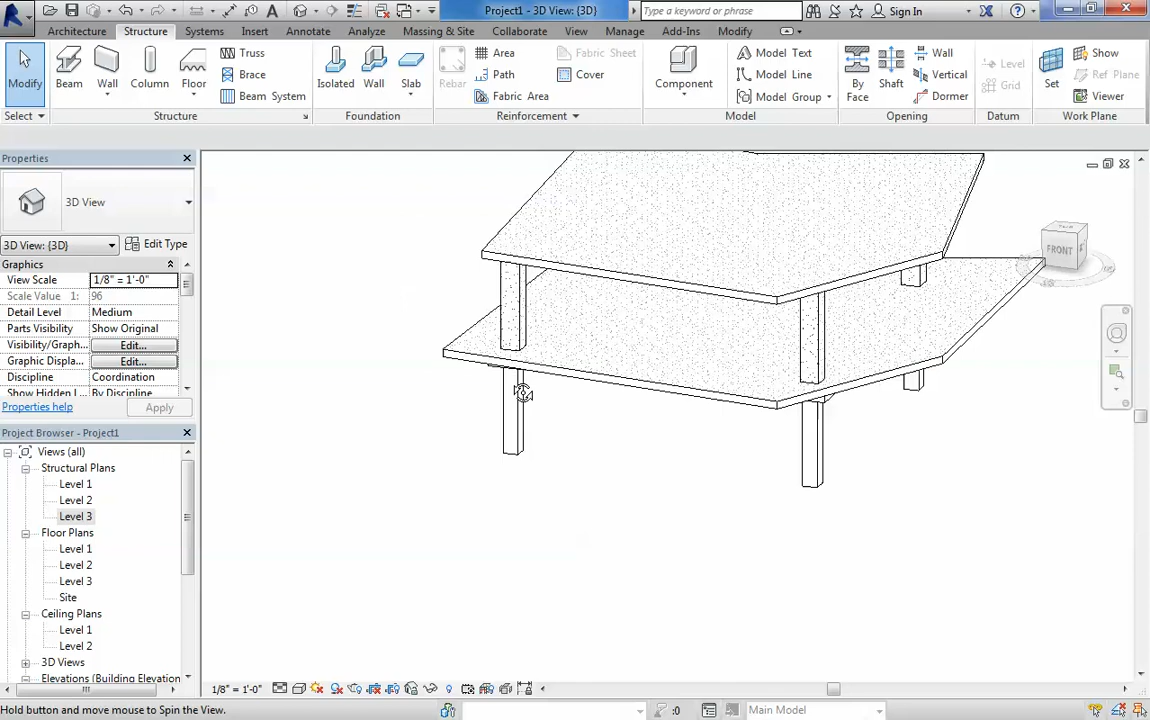 Project1 - 3D View: {3D}
Type a keyword or phrase
Sign In
Architecture Structure Systems Insert Annotate Analyze Massing & Site Collaborate View Manage Add-Ins Modify
Modify
Beam
Wall
Column
Floor
Truss
Brace
Beam System
Isolated
Wall
Slab
Rebar
Area
Path
Fabric Area
Fabric Sheet
Cover
Component
Model Text
Model Line
Model Group
By Face
Shaft
Wall
Vertical
Dormer
Level
Grid
Set
Show
Ref Plane
Viewer
Select
Structure
Foundation
Reinforcement
Model
Opening
Datum
Work Plane
Properties
3D View
3D View: {3D}
Edit Type
Graphics
View Scale 1/8" = 1'-0"
Scale Value 1: 96
Detail Level Medium
Parts Visibility Show Original
Visibility/Graph... Edit...
Graphic Displa... Edit...
Discipline Coordination
Show Hidden L By Discipline
Properties help
Apply
Project Browser - Project1
Views (all)
Structural Plans
Level 1
Level 2
Level 3
Floor Plans
Level 1
Level 2
Level 3
Site
Ceiling Plans
Level 1
Level 2
3D Views
Elevations (Building Elevation
FRONT
1/8" = 1'-0"
Hold button and move mouse to Spin the View.
:0
Main Model